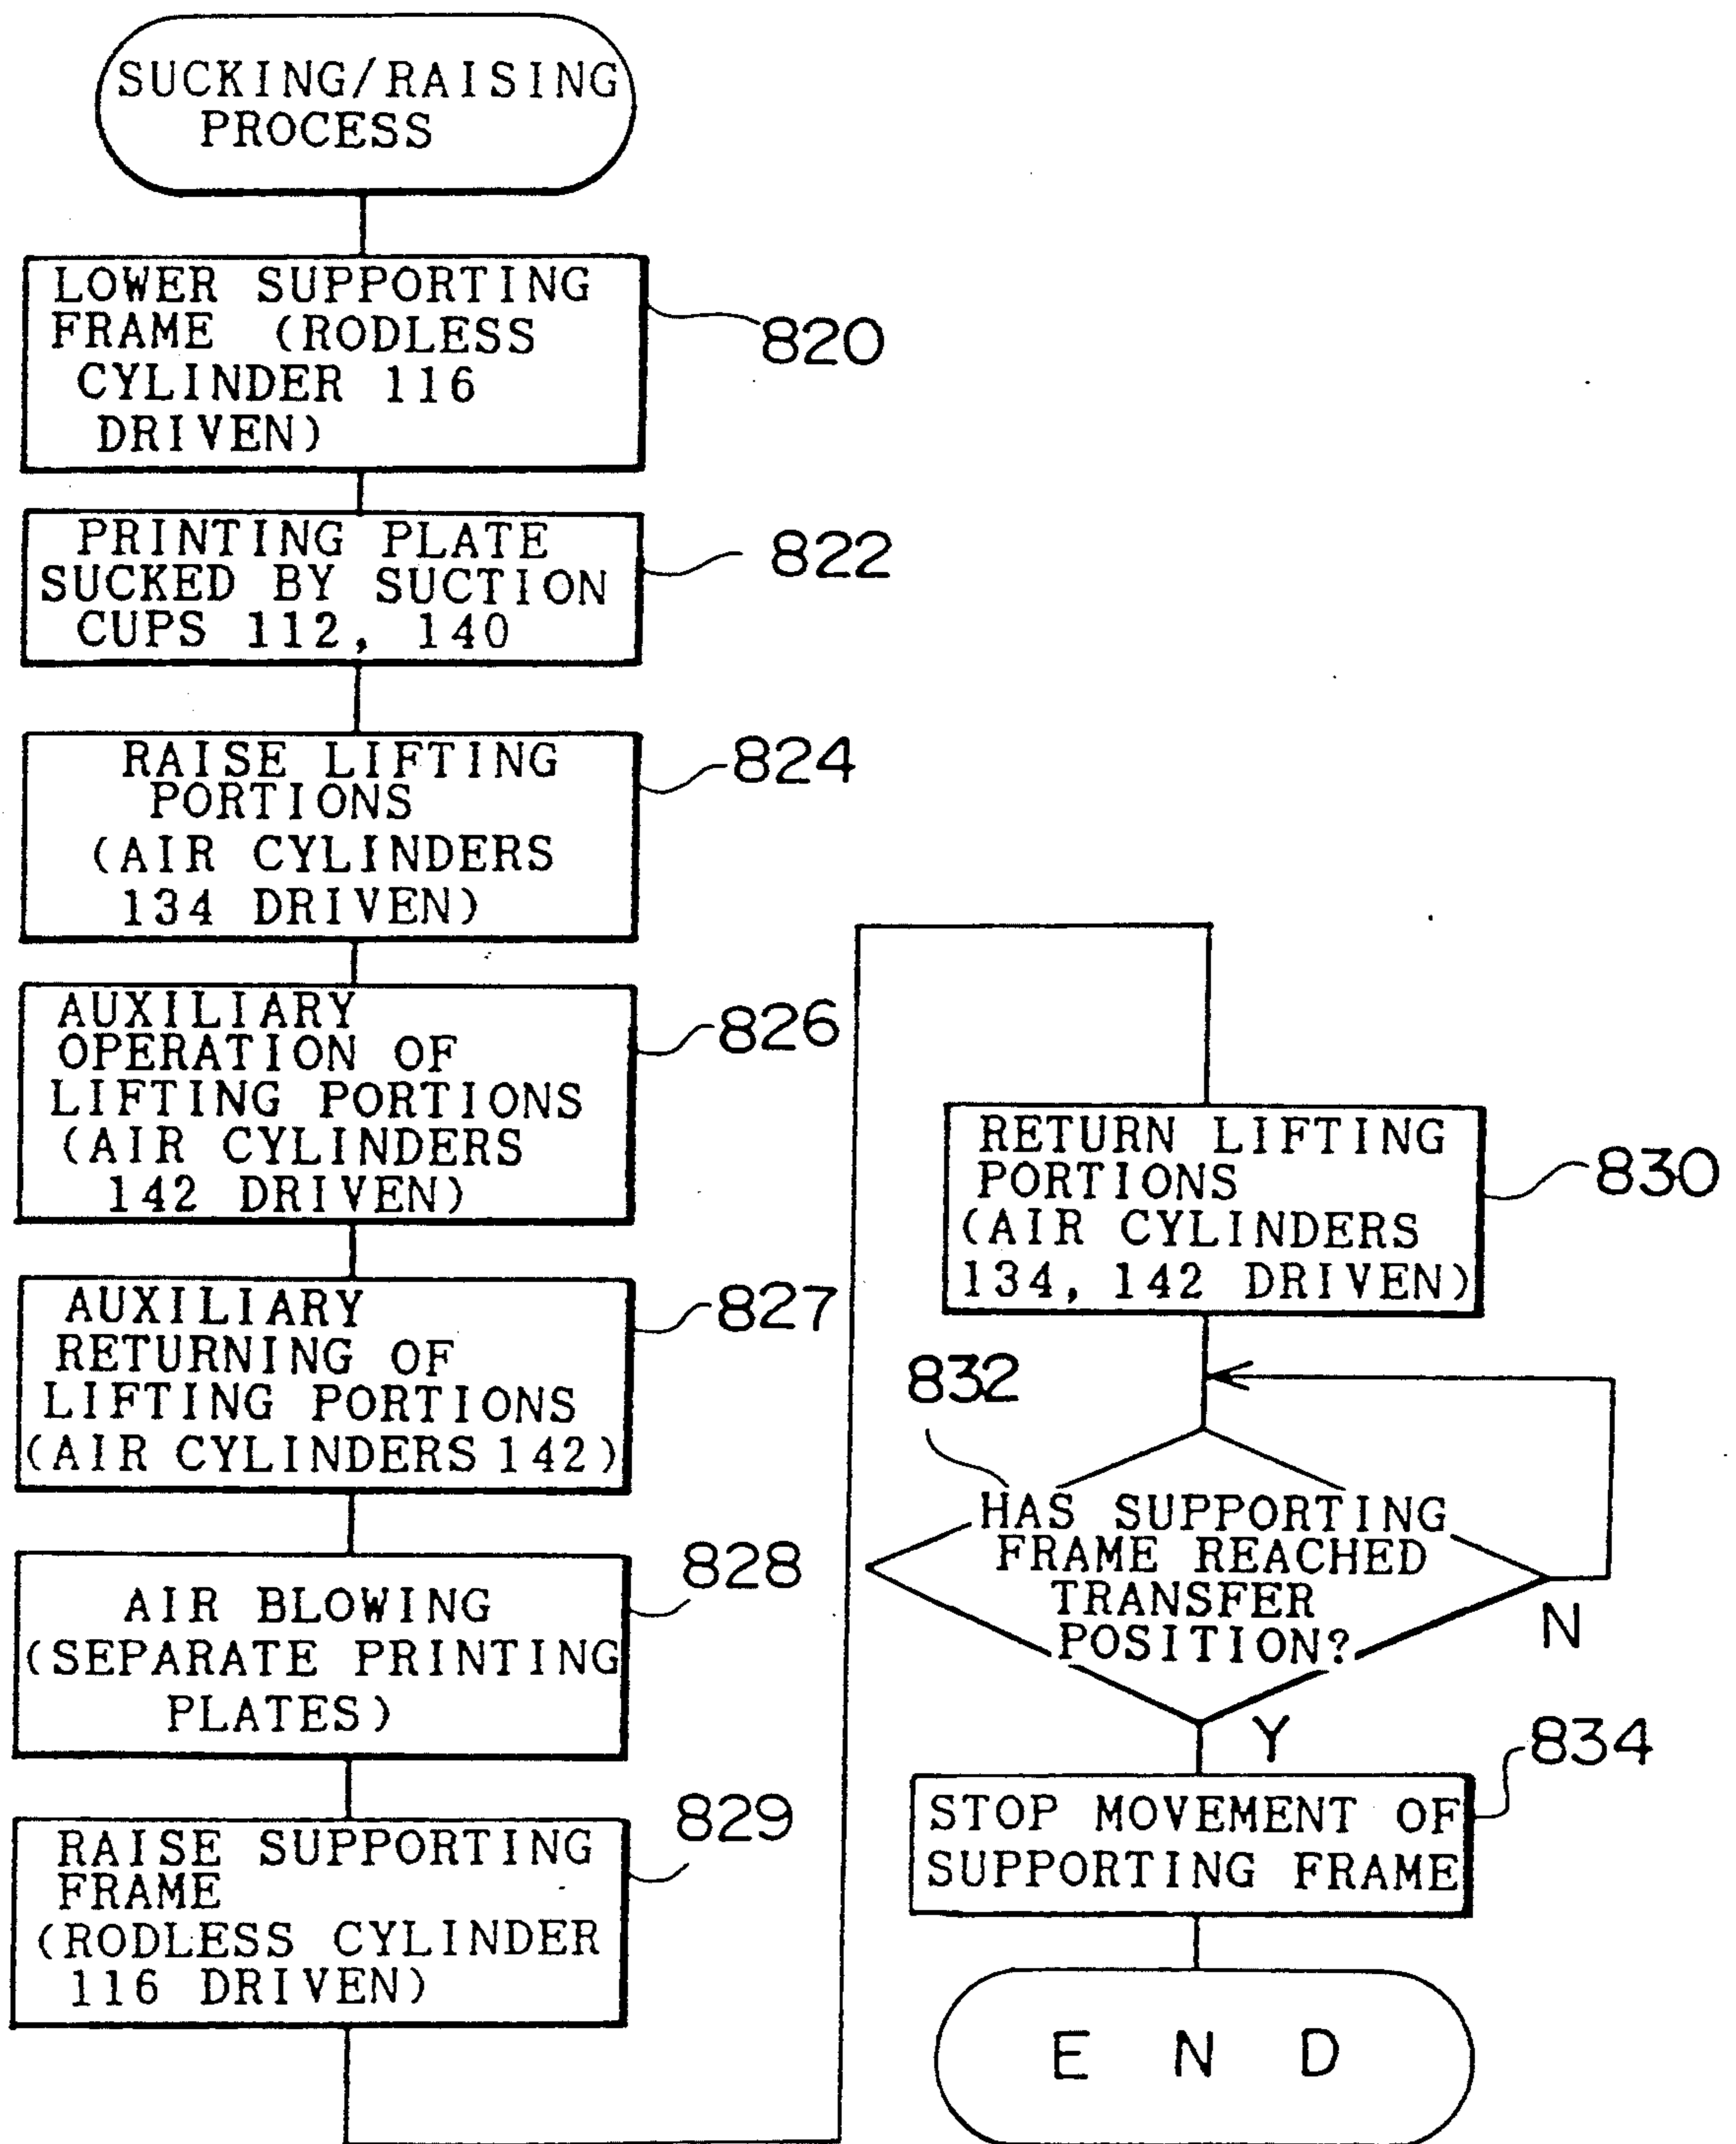 SUCKING/RAISING
PROCESS
LOWER SUPPORTING
FRAME (RODLESS
CYLINDER 116
DRIVEN)
820
PRINTING PLATE
SUCKED BY SUCTION
CUPS 112, 140
822
RAISE LIFTING
PORTIONS
(AIR CYLINDERS
134 DRIVEN)
824
AUXILIARY
OPERATION OF
LIFTING PORTIONS
(AIR CYLINDERS
142 DRIVEN)
826
AUXILIARY
RETURNING OF
LIFTING PORTIONS
(AIR CYLINDERS 142)
827
AIR BLOWING
(SEPARATE PRINTING
PLATES)
828
RAISE SUPPORTING
FRAME
(RODLESS CYLINDER
116 DRIVEN)
829
RETURN LIFTING
PORTIONS
(AIR CYLINDERS
134, 142 DRIVEN)
830
832
HAS SUPPORTING
FRAME REACHED
TRANSFER
POSITION?
N
Y
STOP MOVEMENT OF
SUPPORTING FRAME
834
END